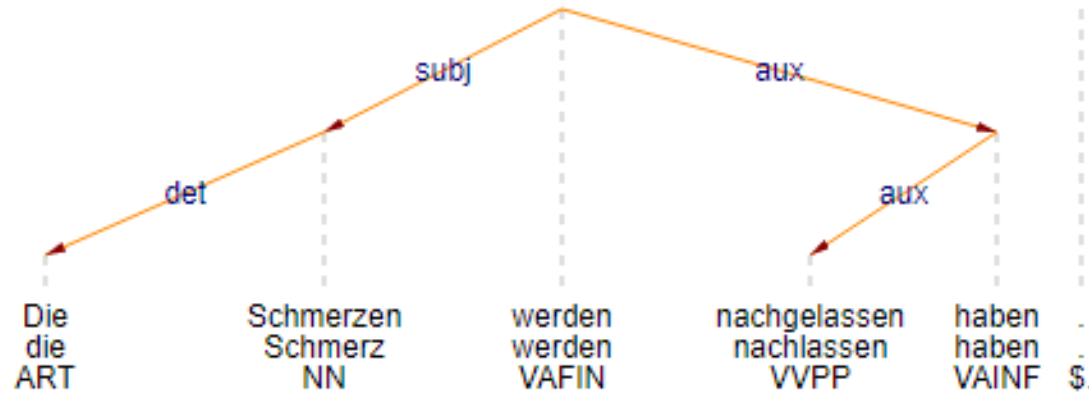 subj aux
det aux
Die Schmerzen werden nachgelassen haben .
die Schmerz werden nachlassen haben .
ART NN VAFIN VVPP VAINF $.